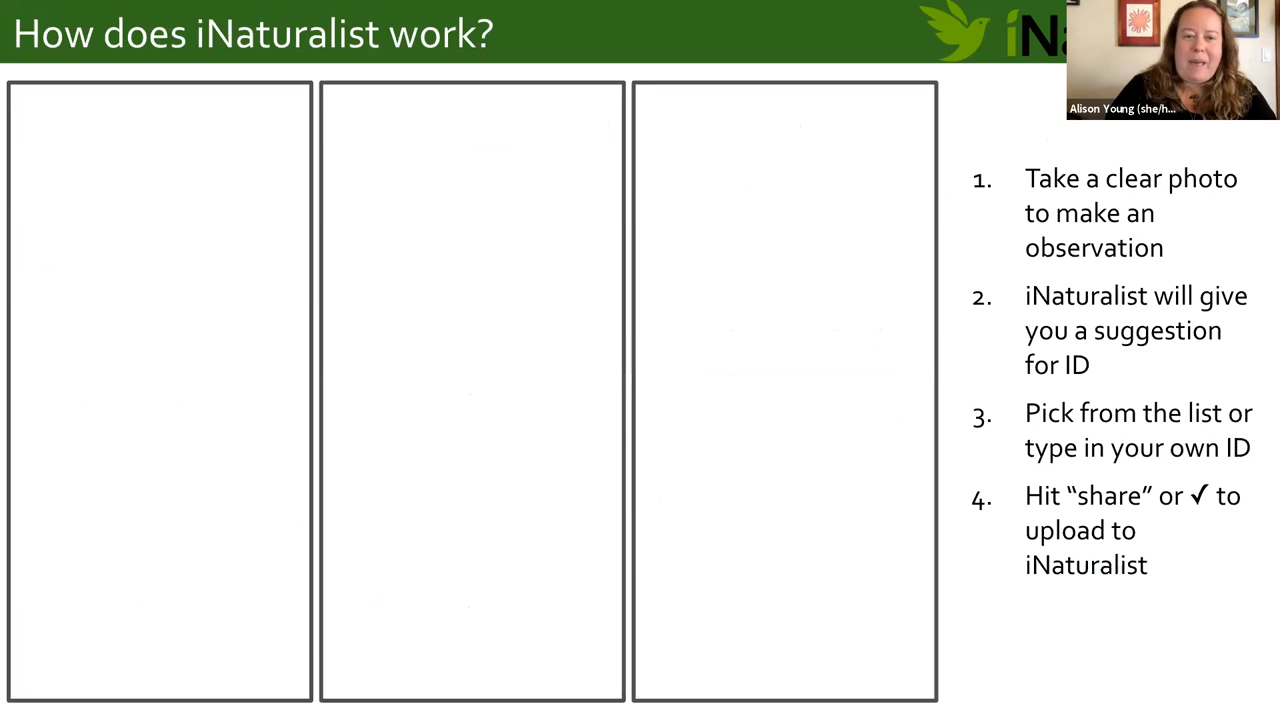 How does iNaturalist work?
iN
Alison Young (she/h...
1. Take a clear photo
to make an
observation
2. iNaturalist will give
you a suggestion
for ID
3. Pick from the list or
type in your own ID
4. Hit “share” or ✓ to
upload to
iNaturalist